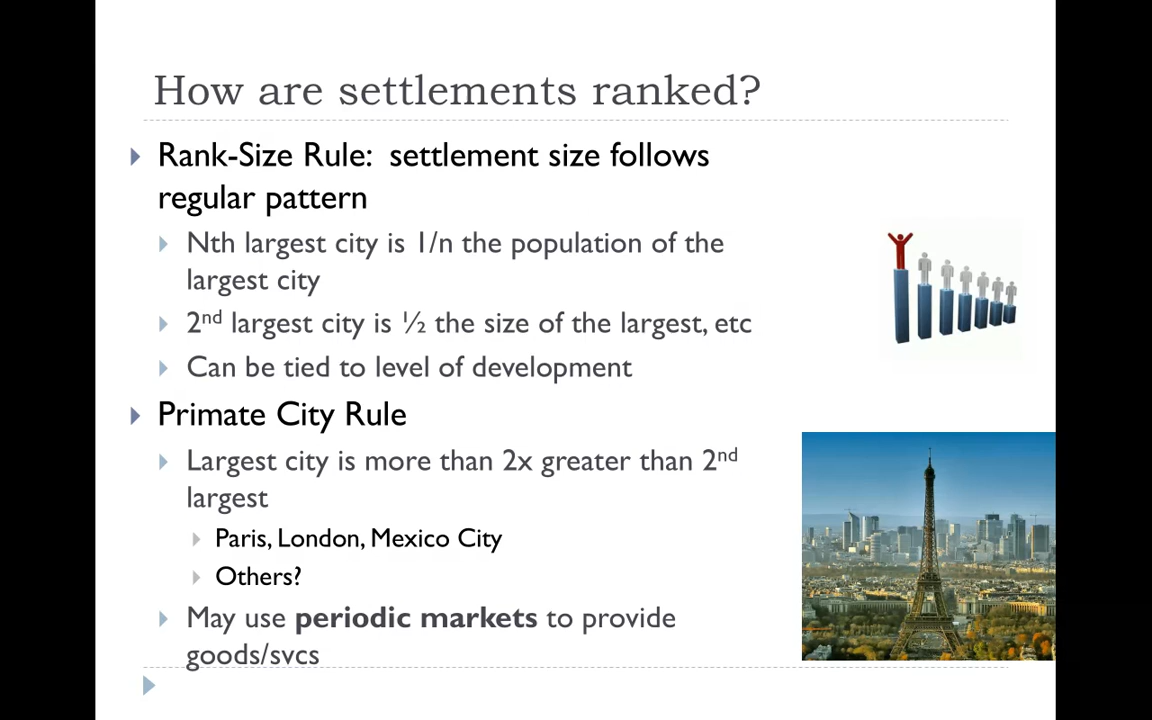 How are settlements ranked?
Rank-Size Rule:  settlement size follows
regular pattern
Nth largest city is 1/n the population of the
largest city
2nd largest city is ½ the size of the largest, etc
Can be tied to level of development
Primate City Rule
Largest city is more than 2x greater than 2nd
largest
Paris, London, Mexico City
Others?
May use periodic markets to provide
goods/svcs